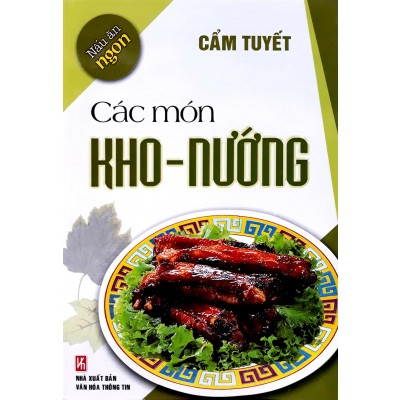 Nấu ăn
ngon
CẨM TUYẾT
Các món
KHO-NƯỚNG
NHÀ XUẤT BẢN
VĂN HÓA THÔNG TIN